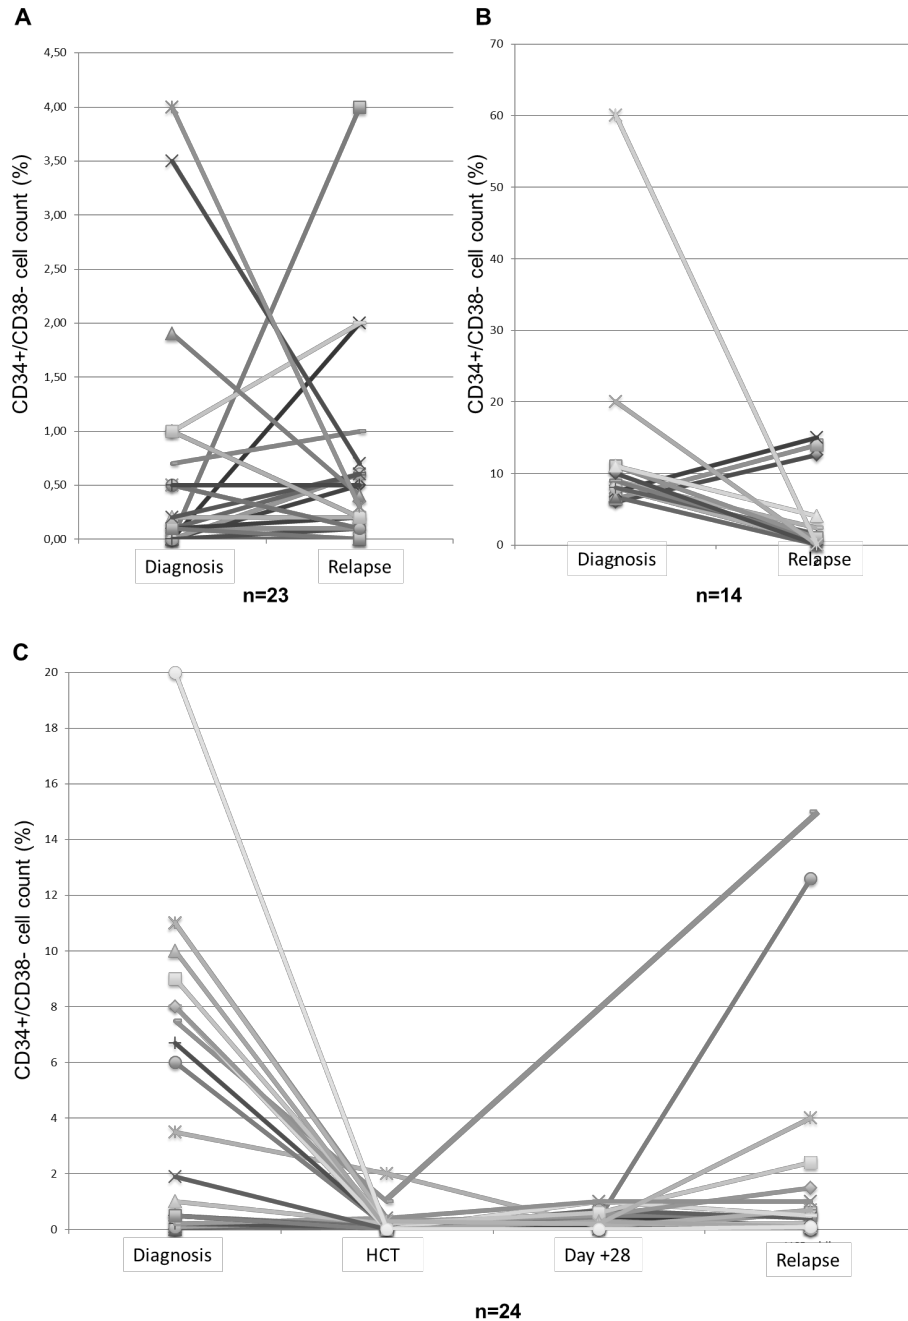 A
CD34+/CD38- cell count (%)
4,50
4,00
3,50
3,00
2,50
2,00
1,50
1,00
0,50
0,00
Diagnosis
Relapse
n=23
B
CD34+/CD38- cell count (%)
70
60
50
40
30
20
10
0
Diagnosis
Relapse
n=14
C
CD34+/CD38- cell count (%)
20
18
16
14
12
10
8
6
4
2
0
Diagnosis
HCT
Day +28
Relapse
n=24